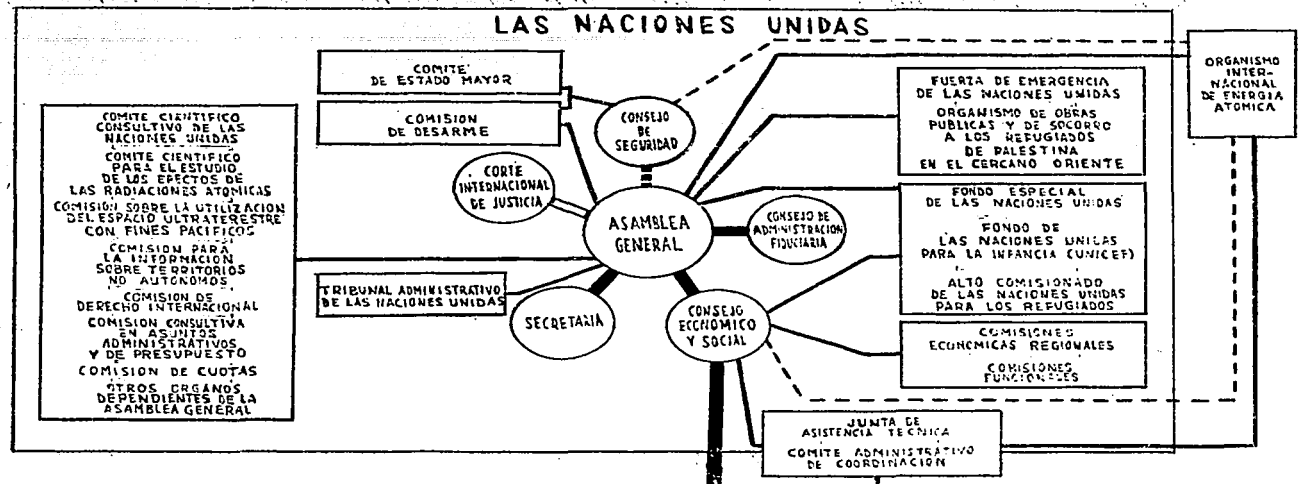 LAS NACIONES UNIDAS
COMITE
DE ESTADO MAYOR
COMISION
DE DESARME
CONSEJO
DE
SEGURIDAD
ORGANISMO
INTER-
NACIONAL
DE ENERGIA
ATOMICA
FUERZA DE EMERGENCIA
DE LAS NACIONES UNIDAS
ORGANISMO DE OBRAS
PUBLICAS Y DE SOCORRO
A LOS REFUGIADOS
DE PALESTINA
EN EL CERCANO ORIENTE
COMITE CIENTIFICO
CONSULTIVO DE LAS
NACIONES UNIDAS
COMITE CIENTIFICO
PARA EL ESTUDIO
DE LOS EFECTOS DE
LAS RADIACIONES ATOMICAS
COMISION SOBRE LA UTILIZACION
DEL ESPACIO ULTRATERESTRE
CON FINES PACIFICOS
COMISION PARA
LA INFORMACION
SOBRE TERRITORIOS
NO AUTONOMOS
COMISION DE
DERECHO INTERNACIONAL
COMISION CONSULTIVA
EN ASUNTOS
ADMINISTRATIVOS
Y DE PRESUPUESTO
COMISION DE CUOTAS
OTROS ORGANOS
DEPENDIENTES DE LA
ASAMBLEA GENERAL
CORTE
INTERNACIONAL
DE JUSTICIA
ASAMBLEA
GENERAL
CONSEJO DE
ADMINISTRACION
FIDUCIARIA
FONDO ESPECIAL
DE LAS NACIONES UNIDAS
FONDO DE
LAS NACIONES UNIDAS
PARA LA INFANCIA (UNICEF)
ALTO COMISIONADO
DE LAS NACIONES UNIDAS
PARA LOS REFUGIADOS
TRIBUNAL ADMINISTRATIVO
DE LAS NACIONES UNIDAS
SECRETARIA
CONSEJO
ECONOMICO
Y SOCIAL
COMISIONES
ECONOMICAS REGIONALES
COMISIONES
FUNCIONALES
JUNTA DE
ASISTENCIA TECNICA
COMITE ADMINISTRATIVO
DE COORDINACION